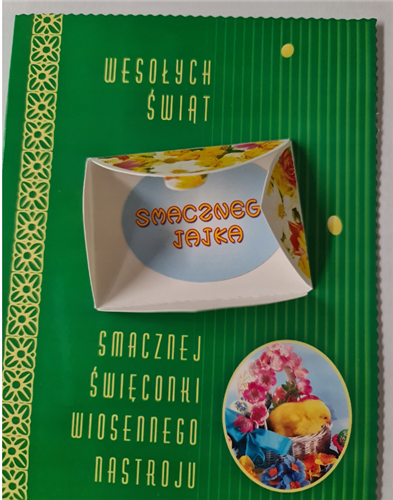 WESOŁYCH
ŚWIĄT
SMACZNEG
JAJKA
SMACZNEJ
ŚWIĘCONKI
WIOSENNEGO
NASTROJU